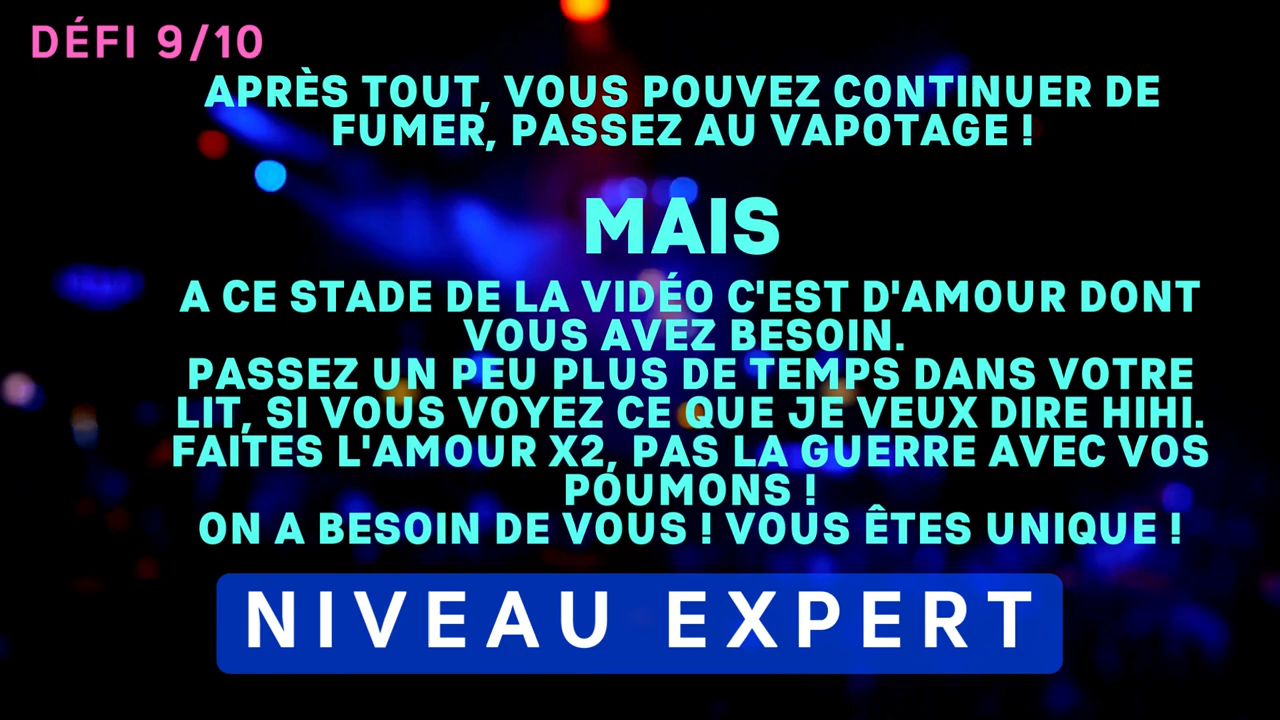 DÉFI 9/10
APRÈS TOUT, VOUS POUVEZ CONTINUER DE
FUMER, PASSEZ AU VAPOTAGE !
MAIS
A CE STADE DE LA VIDÉO C'EST D'AMOUR DONT
VOUS AVEZ BESOIN.
PASSEZ UN PEU PLUS DE TEMPS DANS VOTRE
LIT, SI VOUS VOYEZ CE QUE JE VEUX DIRE HIHI.
FAITES L'AMOUR X2, PAS LA GUERRE AVEC VOS
POUMONS !
ON A BESOIN DE VOUS ! VOUS ÊTES UNIQUE !
NIVEAU EXPERT